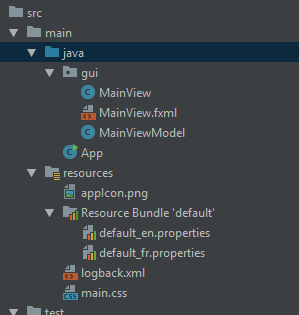 src
main
java
gui
MainView
MainView.fxml
MainViewModel
App
resources
appIcon.png
Resource Bundle 'default'
default_en.properties
default_fr.properties
logback.xml
main.css
test